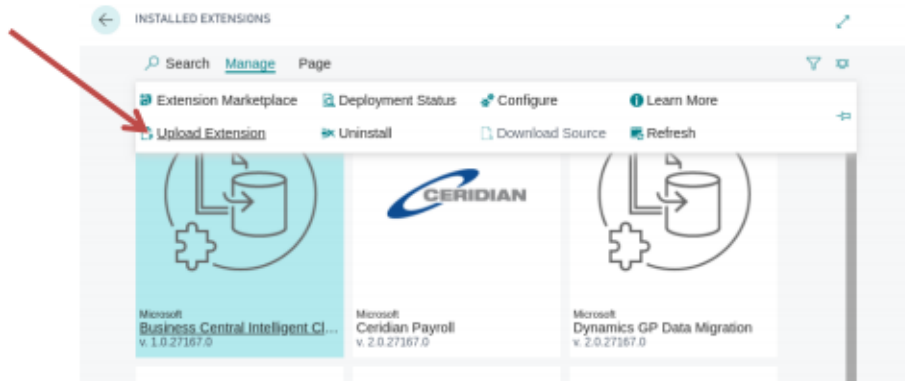 INSTALLED EXTENSIONS
Search Manage Page
Extension Marketplace Deployment Status Configure Learn More
Upload Extension Uninstall Download Source Refresh
CERIDIAN
Microsoft Microsoft Microsoft
Business Central Intelligent Cl... Ceridian Payroll Dynamics GP Data Migration
v. 1.0.27167.0 v. 2.0.27167.0 v. 2.0.27167.0